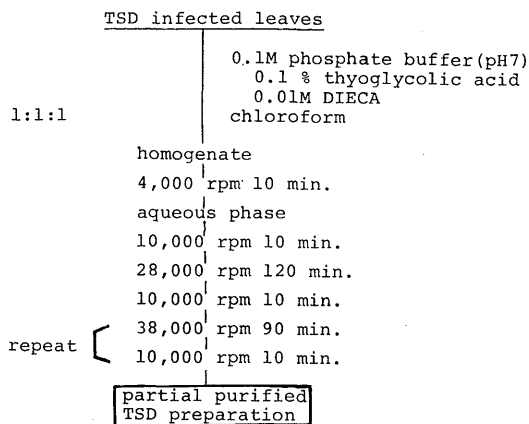 TSD infected leaves
0.1M phosphate buffer(pH7)
0.1 % thyoglycolic acid
0.01M DIECA
1:1:1
chloroform
homogenate
4,000 rpm 10 min.
aqueous phase
10,000 rpm 10 min.
28,000 rpm 120 min.
10,000 rpm 10 min.
38,000 rpm 90 min.
repeat
10,000 rpm 10 min.
partial purified
TSD preparation